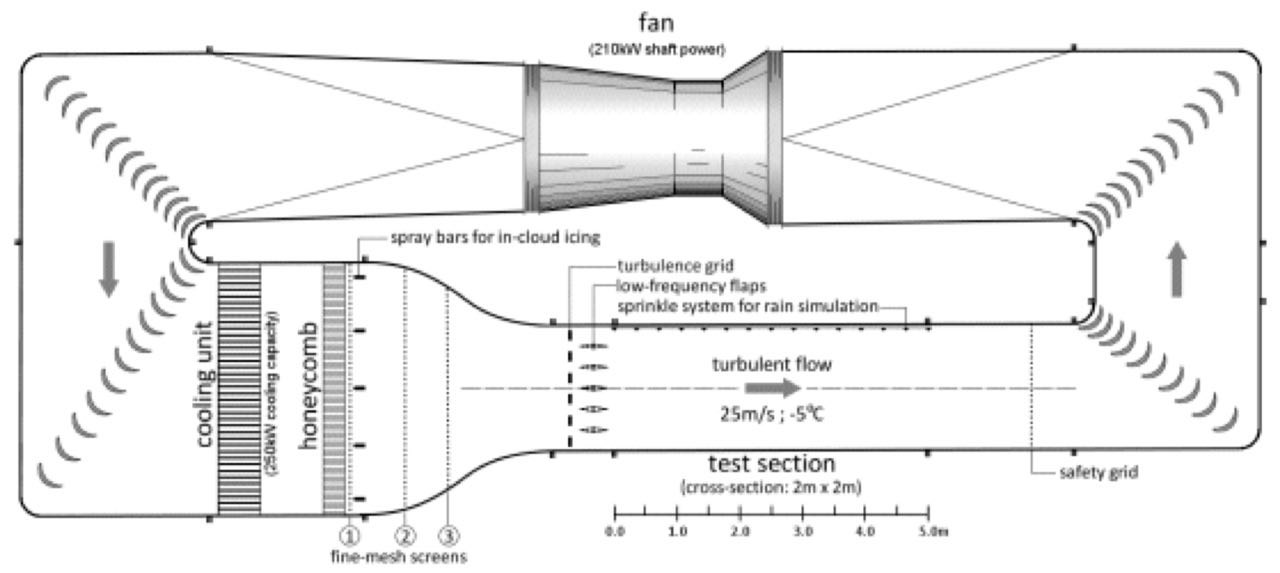 fan
(210kW shaft power)
spray bars for in-cloud icing
turbulence grid
low-frequency flaps
sprinkle system for rain simulation
cooling unit
(250kW cooling capacity)
honeycomb
turbulent flow
25m/s ; -5⁰C
test section
(cross-section: 2m x 2m)
safety grid
0.0 1.0 2.0 3.0 4.0 5.0m
① ② ③
fine-mesh screens